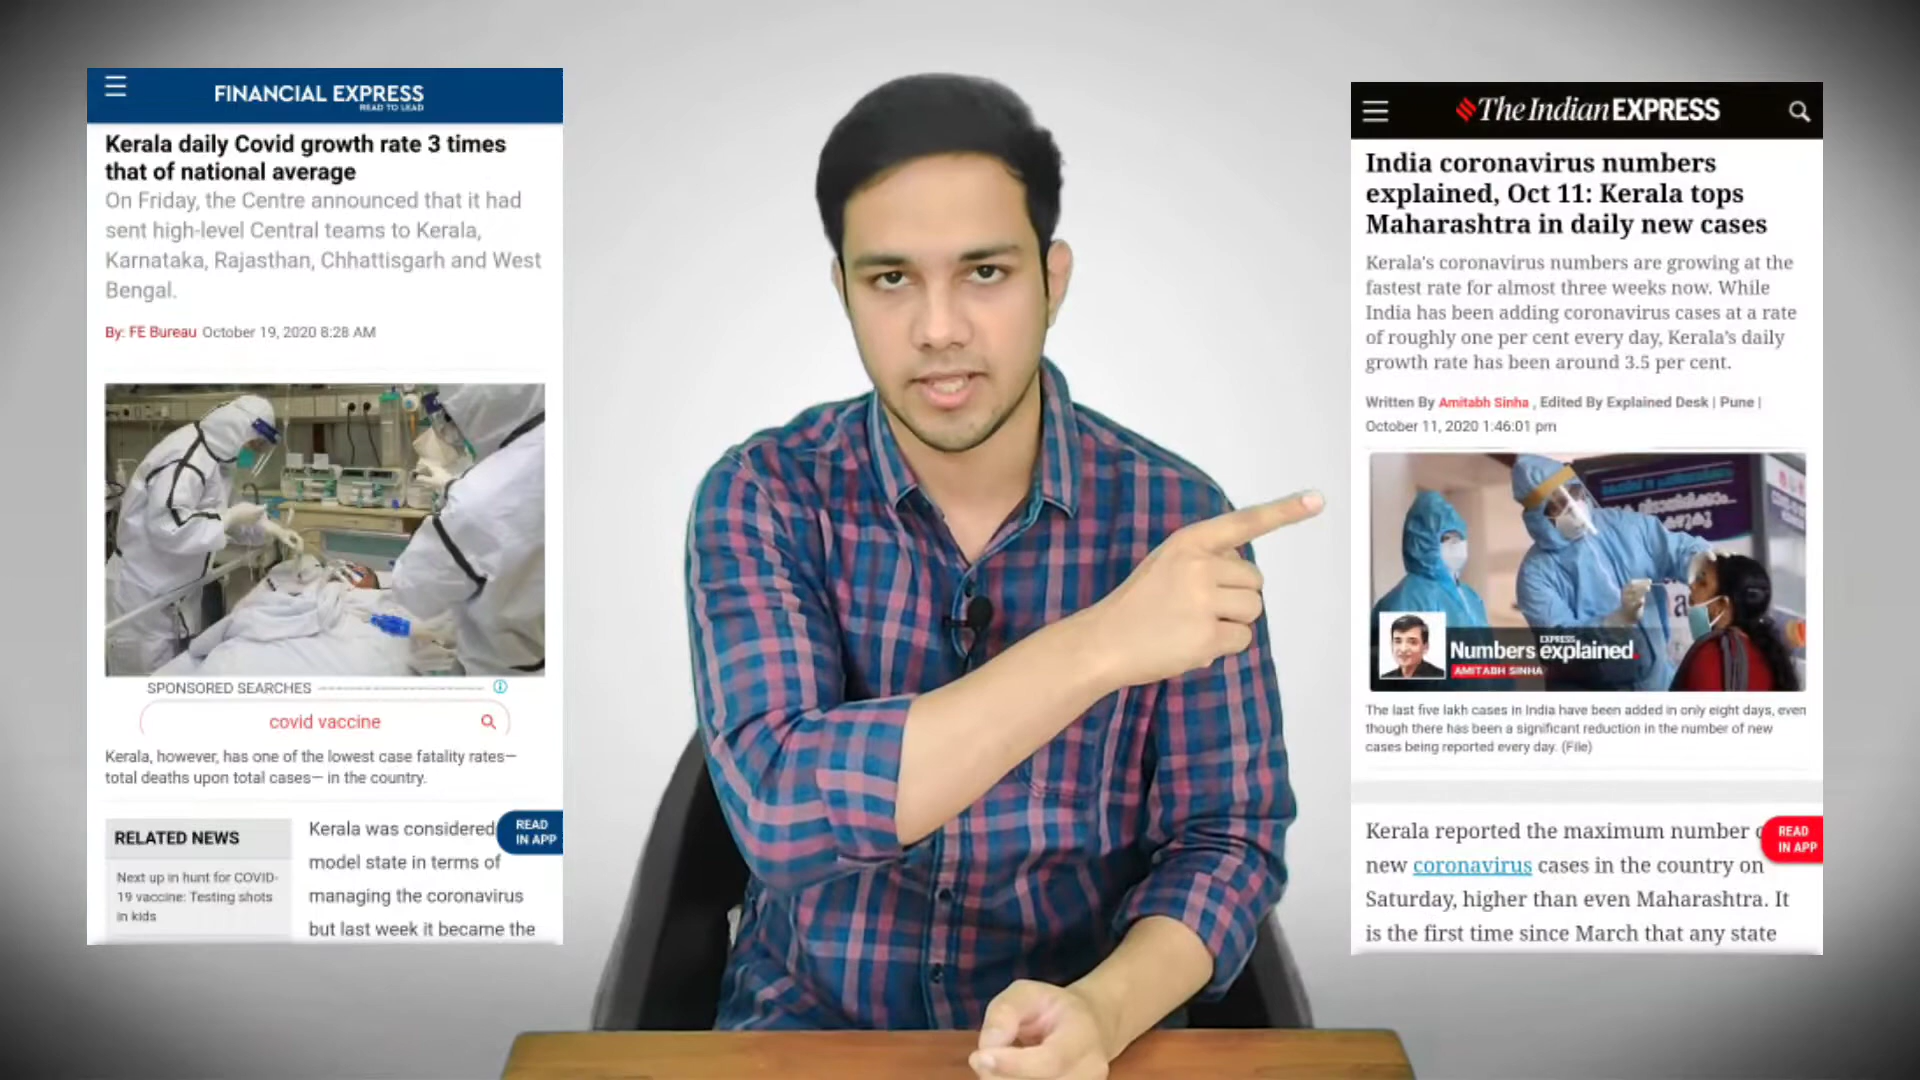 FINANCIAL EXPRESS
READ TO LEAD
Kerala daily Covid growth rate 3 times
that of national average
On Friday, the Centre announced that it had
sent high-level Central teams to Kerala,
Karnataka, Rajasthan, Chhattisgarh and West
Bengal.
By: FE Bureau October 19, 2020 8:28 AM
SPONSORED SEARCHES
covid vaccine
Kerala, however, has one of the lowest case fatality rates—
total deaths upon total cases— in the country.
RELATED NEWS
Next up in hunt for COVID-
19 vaccine: Testing shots
in kids
Kerala was considered
model state in terms of
managing the coronavirus
but last week it became the
READ
IN APP
The Indian EXPRESS
India coronavirus numbers
explained, Oct 11: Kerala tops
Maharashtra in daily new cases
Kerala's coronavirus numbers are growing at the
fastest rate for almost three weeks now. While
India has been adding coronavirus cases at a rate
of roughly one per cent every day, Kerala's daily
growth rate has been around 3.5 per cent.
Written By Amitabh Sinha , Edited By Explained Desk | Pune |
October 11, 2020 1:46:01 pm
EXPRESS
Numbers explained.
AMITABH SINHA
The last five lakh cases in India have been added in only eight days, even
though there has been a significant reduction in the number of new
cases being reported every day. (File)
Kerala reported the maximum number
new coronavirus cases in the country on
Saturday, higher than even Maharashtra. It
is the first time since March that any state
READ
IN APP